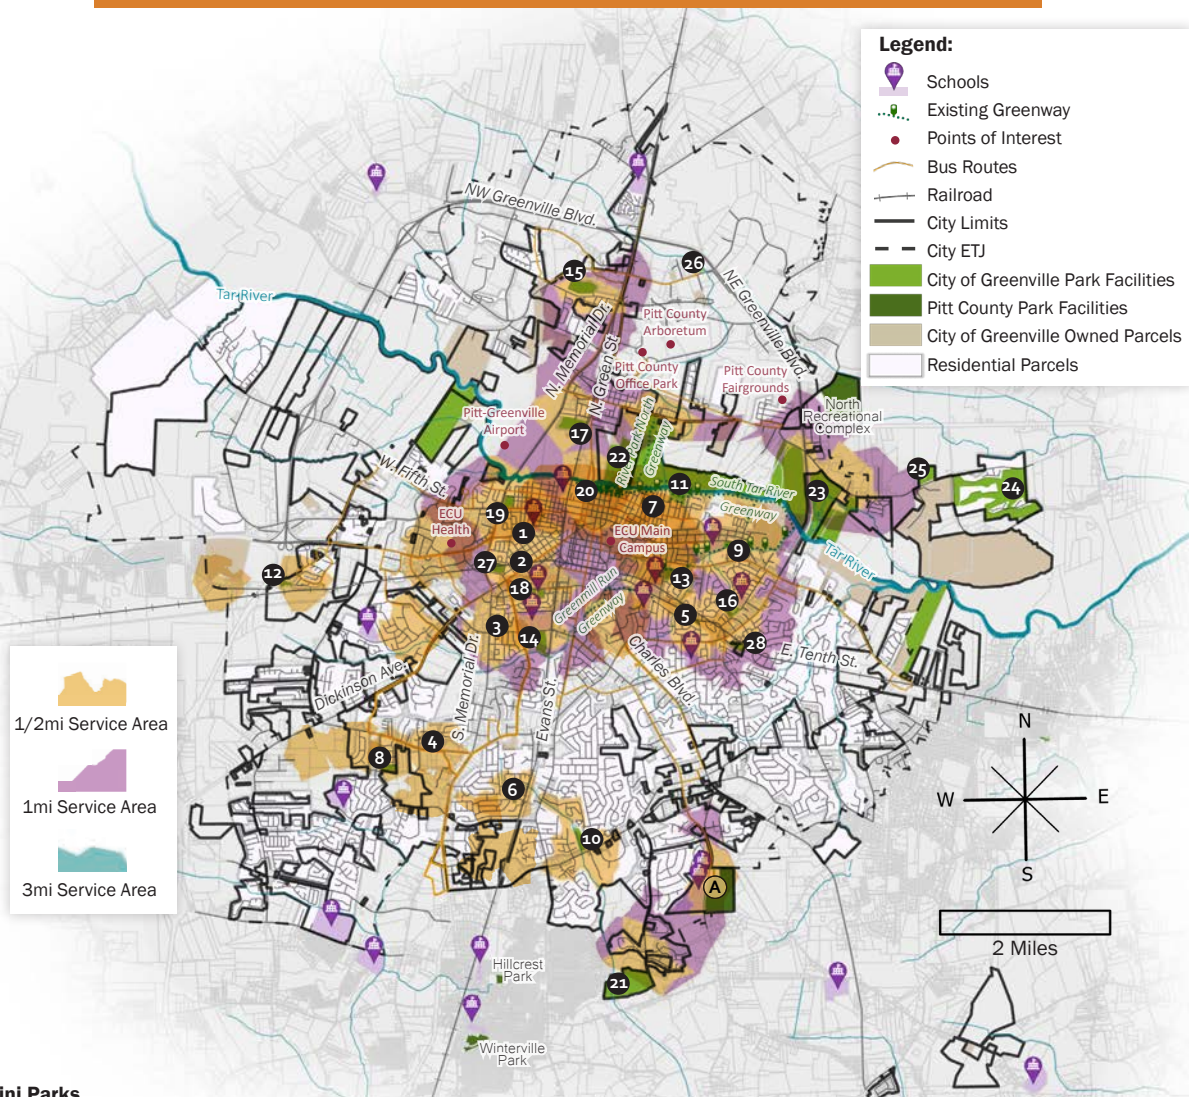 Legend:
Schools
Existing Greenway
Points of Interest
Bus Routes
Railroad
City Limits
City ETJ
City of Greenville Park Facilities
Pitt County Park Facilities
City of Greenville Owned Parcels
Residential Parcels
NW Greenville Blvd.
15
26
NE Greenville Blvd.
Tar River
Pitt County
Arboretum
N. Memorial Dr.
N. Green St.
Pitt County
Office Park
Pitt County
Fairgrounds
North
Recreational
Complex
Pitt-Greenville
Airport
17
River Park North
Greenway
22
W. Fifth St.
25
24
20
11
South Tar River
Greenway
23
19
7
ECU
Health
1
ECU Main
Campus
9
Tar River
27
2
12
18
13
Greenmill Run
Greenway
16
5
3
14
28
E. Tenth St.
Charles Blvd.
Dickinson Ave.
S. Memorial Dr.
Evans St.
1/2mi Service Area
1mi Service Area
3mi Service Area
4
8
6
10
N
W
E
S
A
2 Miles
21
Hillcrest
Park
Winterville
Park
ini Parks